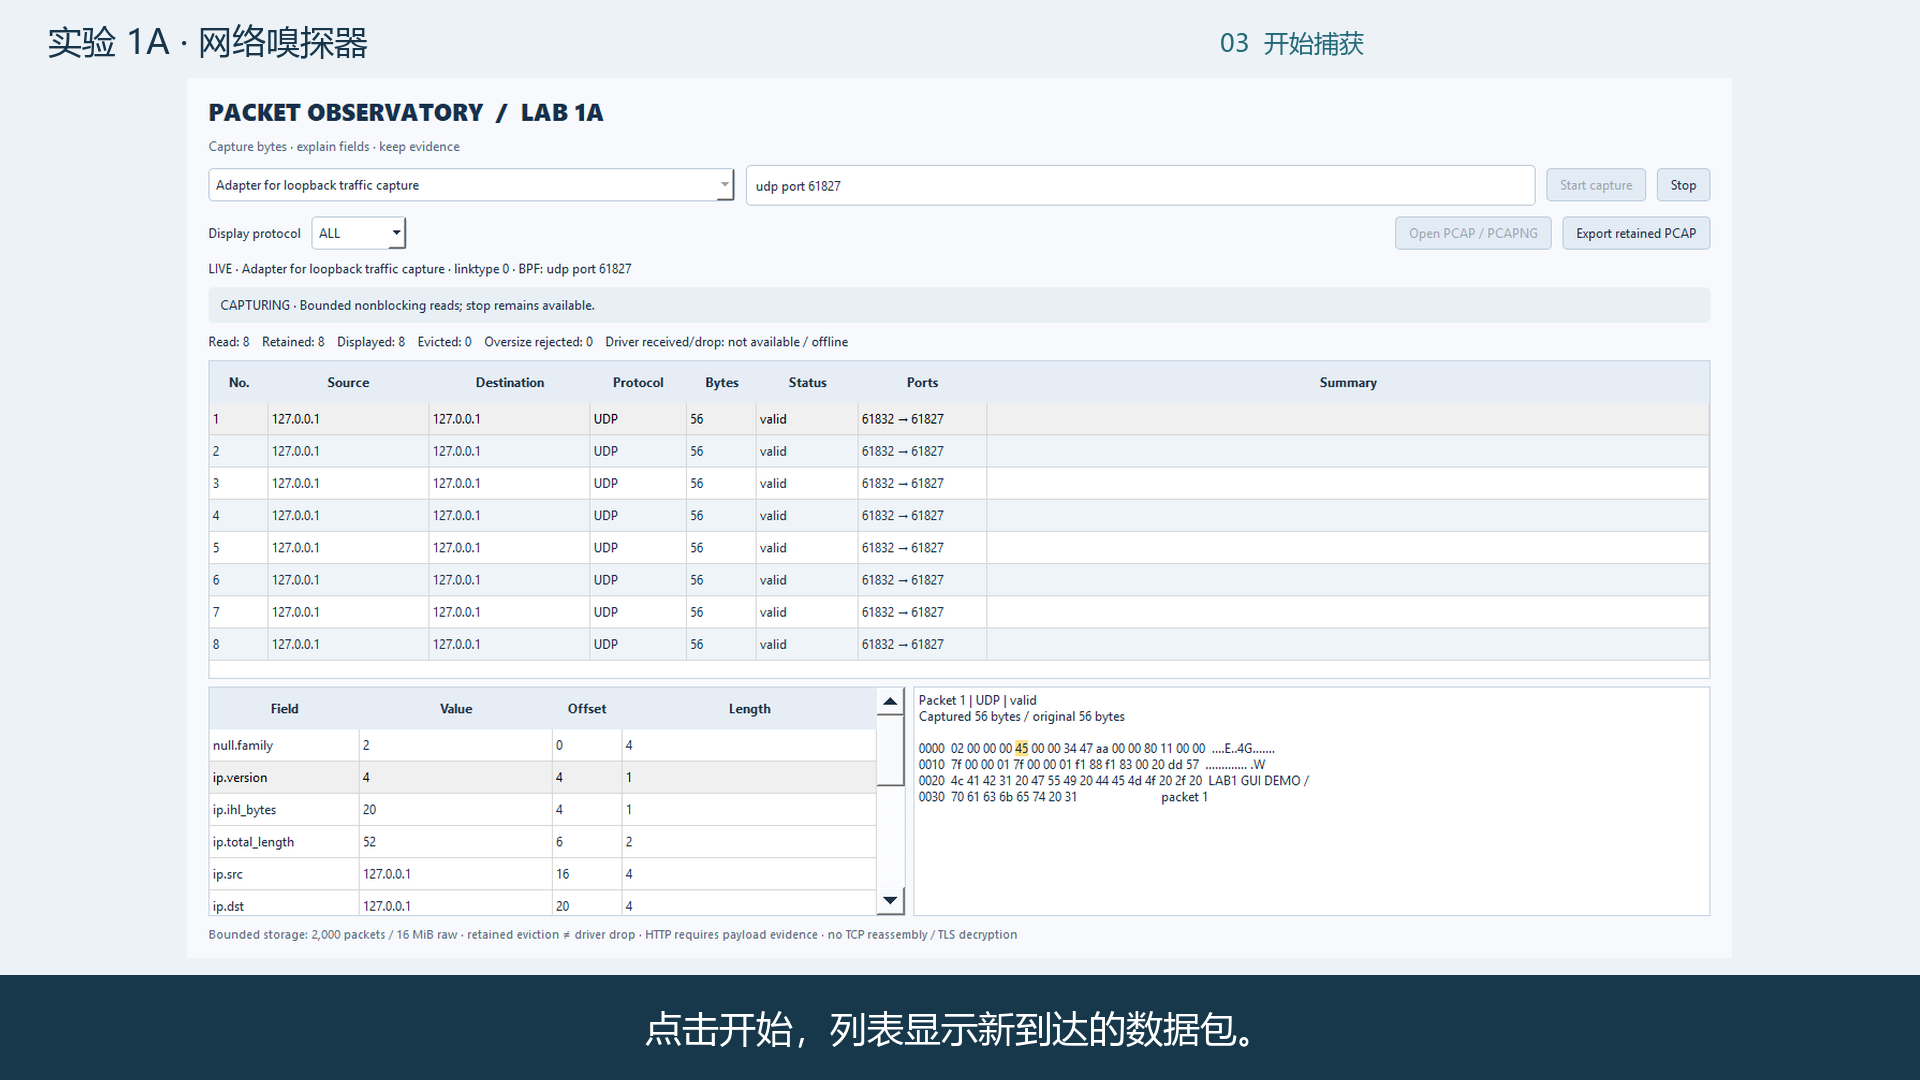 实验 1A · 网络嗅探器
03 开始捕获
PACKET OBSERVATORY / LAB 1A
Capture bytes · explain fields · keep evidence
Adapter for loopback traffic capture
udp port 61827
Start capture
Stop
Display protocol
ALL
Open PCAP / PCAPNG
Export retained PCAP
LIVE · Adapter for loopback traffic capture · linktype 0 · BPF: udp port 61827
CAPTURING · Bounded nonblocking reads; stop remains available.
Read: 8 Retained: 8 Displayed: 8 Evicted: 0 Oversize rejected: 0 Driver received/drop: not available / offline
No. Source Destination Protocol Bytes Status Ports Summary
1 127.0.0.1 127.0.0.1 UDP 56 valid 61832 → 61827
2 127.0.0.1 127.0.0.1 UDP 56 valid 61832 → 61827
3 127.0.0.1 127.0.0.1 UDP 56 valid 61832 → 61827
4 127.0.0.1 127.0.0.1 UDP 56 valid 61832 → 61827
5 127.0.0.1 127.0.0.1 UDP 56 valid 61832 → 61827
6 127.0.0.1 127.0.0.1 UDP 56 valid 61832 → 61827
7 127.0.0.1 127.0.0.1 UDP 56 valid 61832 → 61827
8 127.0.0.1 127.0.0.1 UDP 56 valid 61832 → 61827
Field Value Offset Length
null.family 2 0 4
ip.version 4 4 1
ip.ihl_bytes 20 4 1
ip.total_length 52 6 2
ip.src 127.0.0.1 16 4
ip.dst 127.0.0.1 20 4
Packet 1 | UDP | valid
Captured 56 bytes / original 56 bytes
0000 02 00 00 00 45 00 00 34 47 aa 00 00 80 11 00 00 ....E..4G.......
0010 7f 00 00 01 7f 00 00 01 f1 88 f1 83 00 20 dd 57 ............. .W
0020 4c 41 42 31 20 47 55 49 20 44 45 4d 4f 20 2f 20 LAB1 GUI DEMO /
0030 70 61 63 6b 65 74 20 31 packet 1
Bounded storage: 2,000 packets / 16 MiB raw · retained eviction ≠ driver drop · HTTP requires payload evidence · no TCP reassembly / TLS decryption
点击开始，列表显示新到达的数据包。